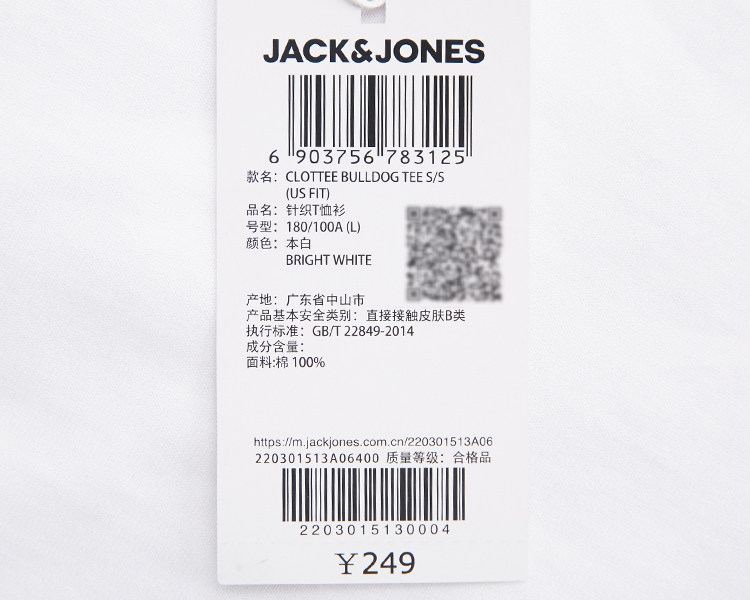 JACK&JONES
6 903756 783125
款名: CLOTTEE BULLDOG TEE S/S
(US FIT)
品名: 针织T恤衫
号型: 180/100A (L)
颜色: 本白
BRIGHT WHITE
产地: 广东省中山市
产品基本安全类别: 直接接触皮肤B类
执行标准: GB/T 22849-2014
成分含量:
面料:棉 100%
https://m.jackjones.com.cn/220301513A06
220301513A06400 质量等级: 合格品
2203015130004
¥249